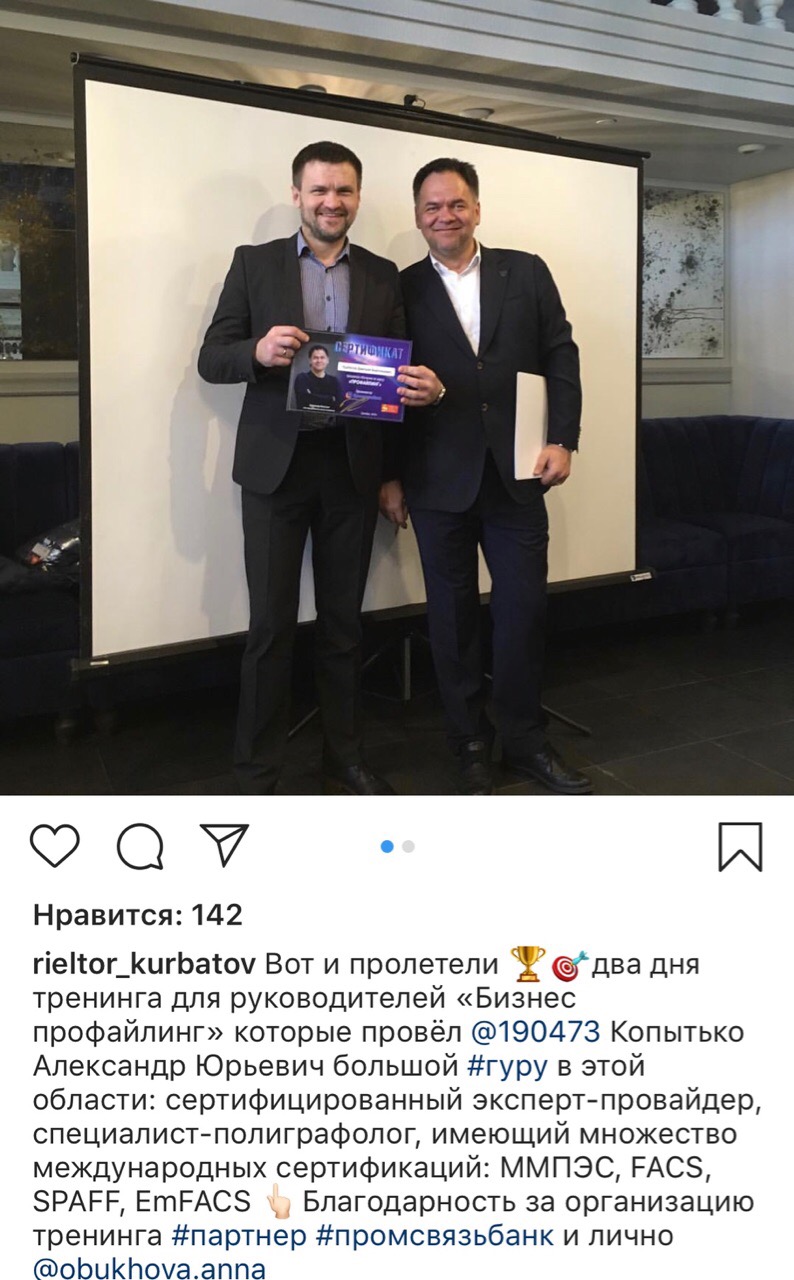 СЕРТИФИКАТ
«ПРОФАЙЛИНГ»
Нравится: 142
rieltor_kurbatov Вот и пролетели 🏆🎯два дня
тренинга для руководителей «Бизнес
профайлинг» которые провёл @190473 Копытько
Александр Юрьевич большой #гуру в этой
области: сертифицированный эксперт-провайдер,
специалист-полиграфолог, имеющий множество
международных сертификаций: ММПЭС, FACS,
SPAFF, EmFACS 👆🏻 Благодарность за организацию
тренинга #партнер #промсвязьбанк и лично
@obukhova.anna